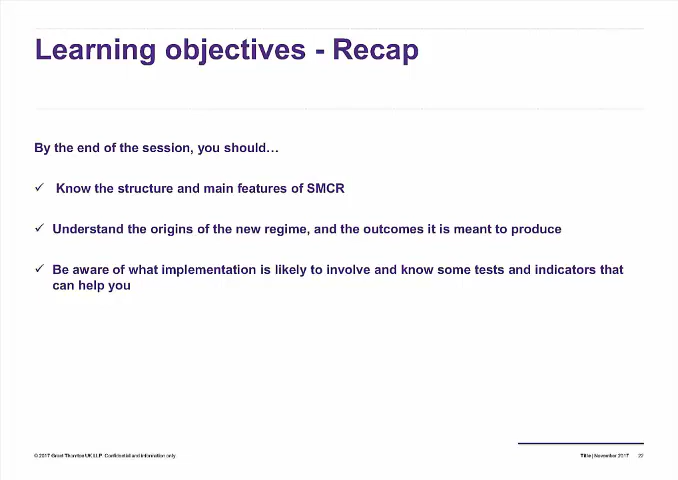 Learning objectives - Recap
By the end of the session, you should…
✓ Know the structure and main features of SMCR
✓ Understand the origins of the new regime, and the outcomes it is meant to produce
✓ Be aware of what implementation is likely to involve and know some tests and indicators that
can help you
© 2017 Grant Thornton UK LLP. Confidential and information only.
Title | November 2017